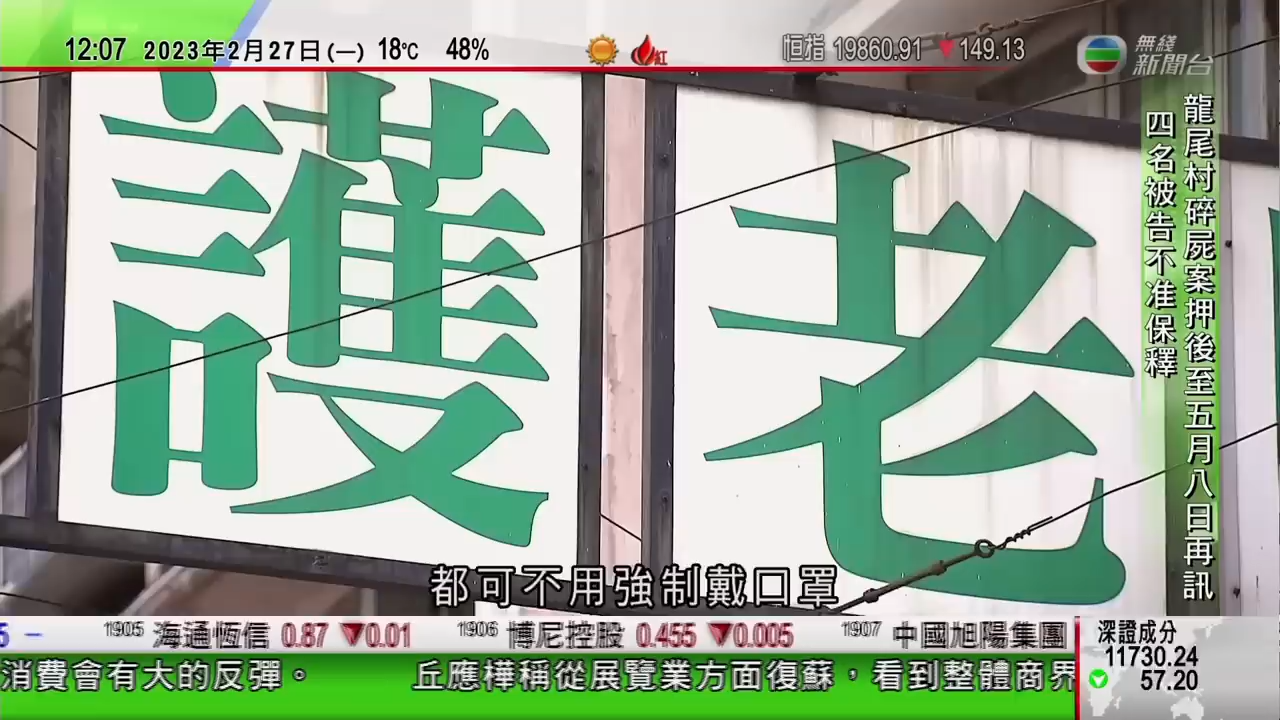 12:07 2023年2月27日(一) 18℃ 48%
紅
恒指 19860.91 ▼149.13
無綫
新聞台
護老
龍尾村碎屍案押後至五月八日再訊
四名被告不准保釋
都可不用強制戴口罩
5 － 1905 海通恆信 0.87 ▼0.01 1906 博尼控股 0.455 ▼0.005 1907 中國旭陽集團
深證成分
11730.24
57.20
消費會有大的反彈。 丘應樺稱從展覽業方面復蘇，看到整體商界